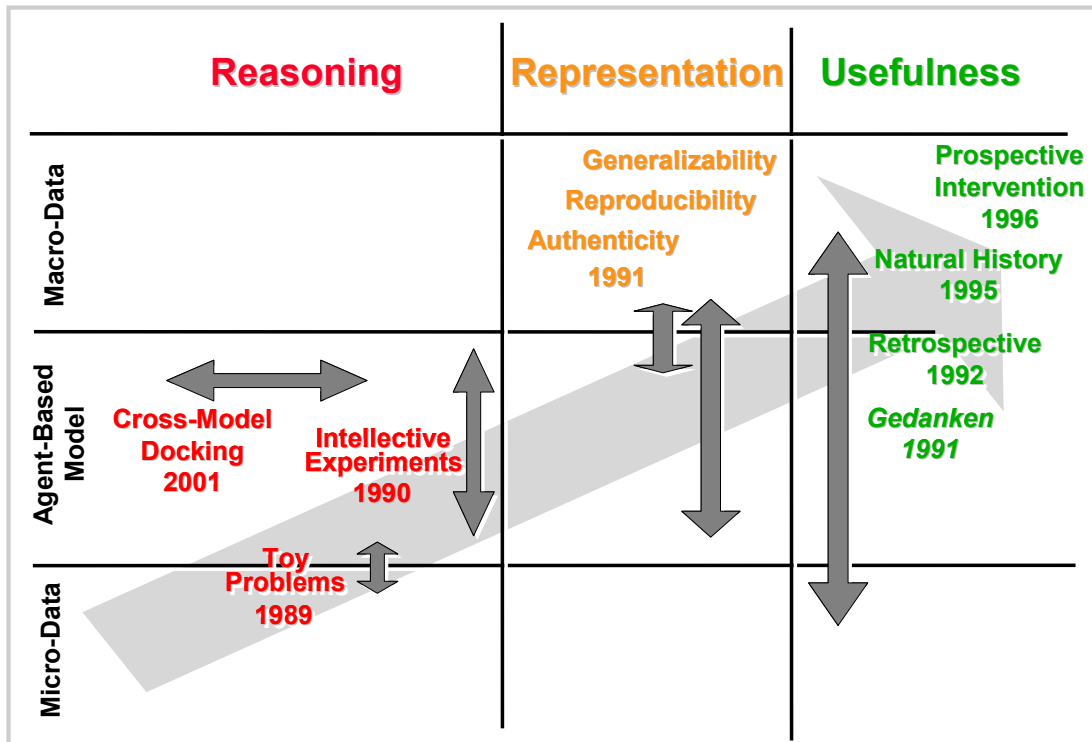 Reasoning
Representation
Usefulness
Macro-Data
Generalizability
Reproducibility
Authenticity
1991
Prospective
Intervention
1996
Natural History
1995
Agent-Based
Model
Cross-Model
Docking
2001
Intellective
Experiments
1990
Retrospective
1992
Gedanken
1991
Micro-Data
Toy
Problems
1989